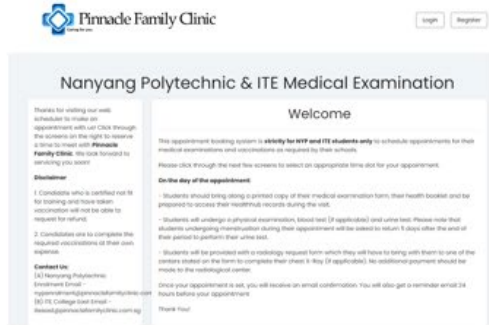 Pinnacle Family Clinic
Caring for you
Login
Register
Nanyang Polytechnic & ITE Medical Examination
Thanks for visiting our web
scheduler to make an
appointment with us! Click through
the screens on the right to reserve
a time to meet with Pinnacle
Family Clinic. We look forward to
servicing you soon!
Disclaimer
1. Candidate who is certified not fit
for training and have taken
vaccination will not be able to
request for refund.
2. Candidates are to complete the
required vaccinations at their own
expense.
Contact Us:
(A) Nanyang Polytechnic
Enrolment Email -
(B) ITE College East Email -
Welcome
This appointment booking system is strictly for NYP and ITE students only to schedule appointments for their
medical examinations and vaccinations as required by their schools.
Please click through the next few screens to select an appropriate time slot for your appointment.
On the day of the appointment:
- Students should bring along a printed copy of their medical examination form, their health booklet and be
prepared to access their HealthHub records during the visit.
- Students will undergo a physical examination, blood test (if applicable) and urine test. Please note that
students undergoing menstruation during their appointment will be asked to return 5 days after the end of
their period to perform their urine test.
- Students will be provided with a radiology request form which they will have to bring with them to one of the
centers stated on the form to complete their chest X-Ray (if applicable). No additional payment should be
made to the radiological center.
Once your appointment is set, you will receive an email confirmation. You will also get a reminder email 24
hours before your appointment.
Thank You!